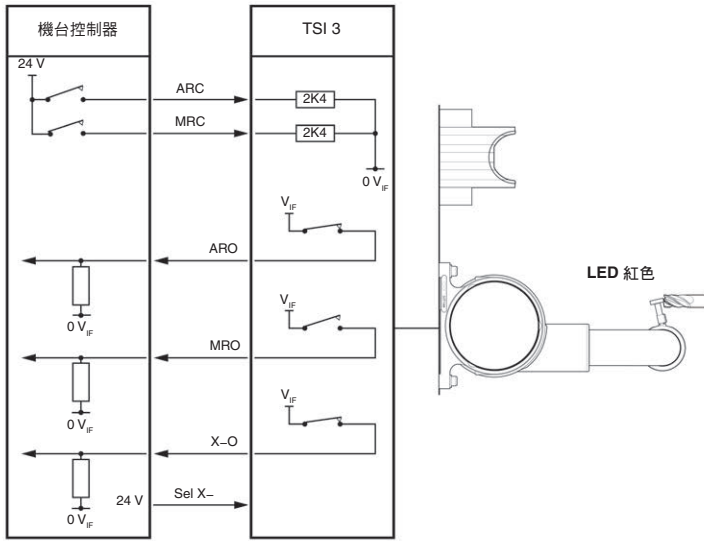 機台控制器
TSI 3
24 V
ARC
2K4
MRC
2K4
0 V_IF
V_IF
ARO
LED 紅色
0 V_IF
V_IF
MRO
0 V_IF
V_IF
X–O
24 V
Sel X–
0 V_IF